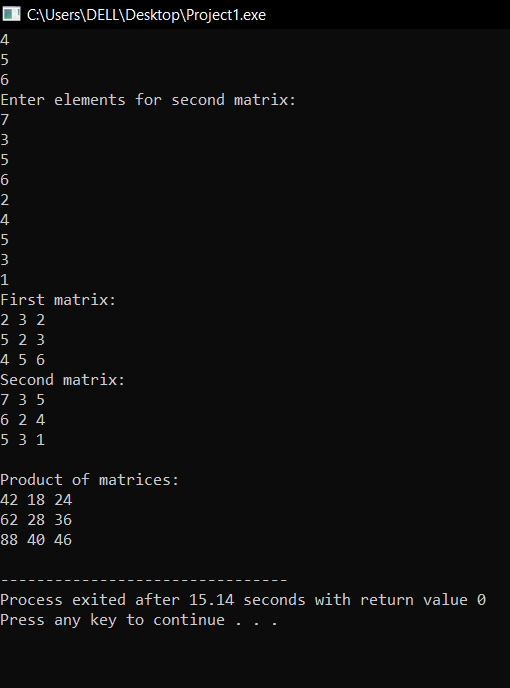 C:\Users\DELL\Desktop\Project1.exe
4
5
6
Enter elements for second matrix:
7
3
5
6
2
4
5
3
1
First matrix:
2 3 2
5 2 3
4 5 6
Second matrix:
7 3 5
6 2 4
5 3 1
Product of matrices:
42 18 24
62 28 36
88 40 46
--------------------------------
Process exited after 15.14 seconds with return value 0
Press any key to continue . . .